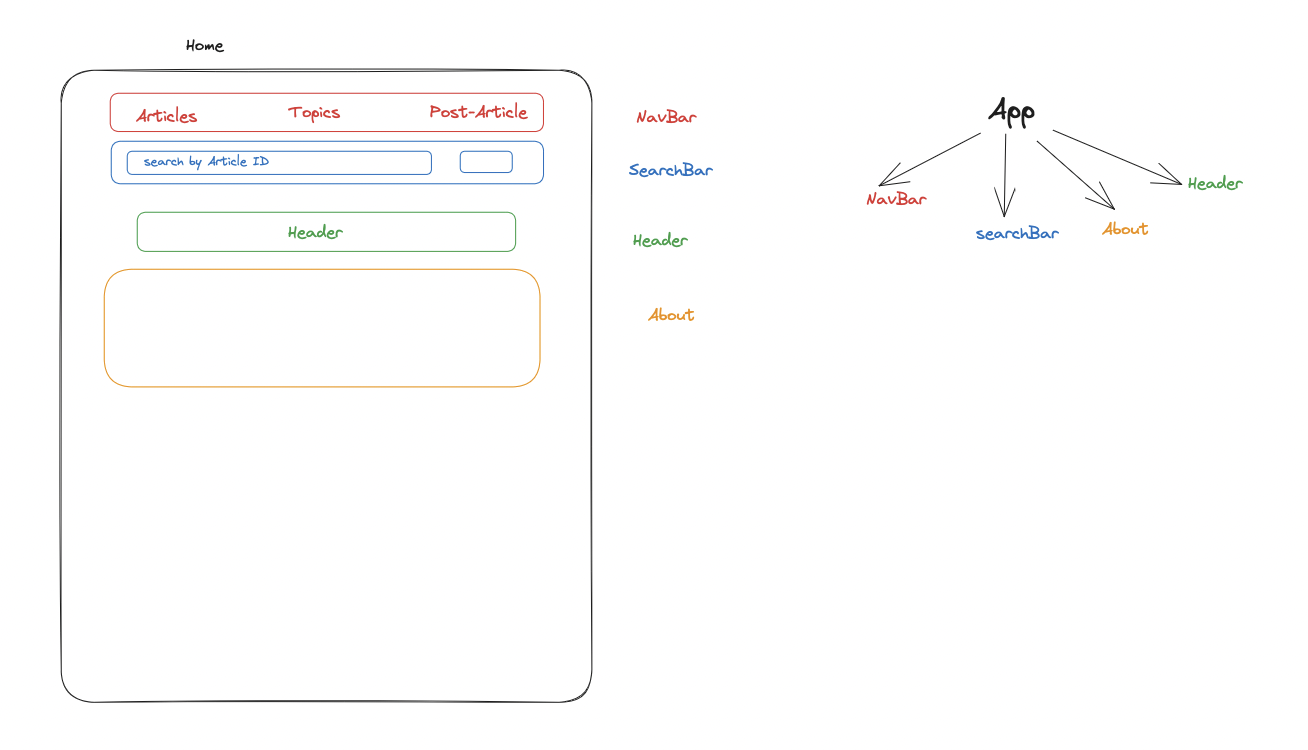 Home
Articles
Topics
Post-Article
search by Article ID
Header
NavBar
SearchBar
Header
About
App
NavBar
searchBar
About
Header